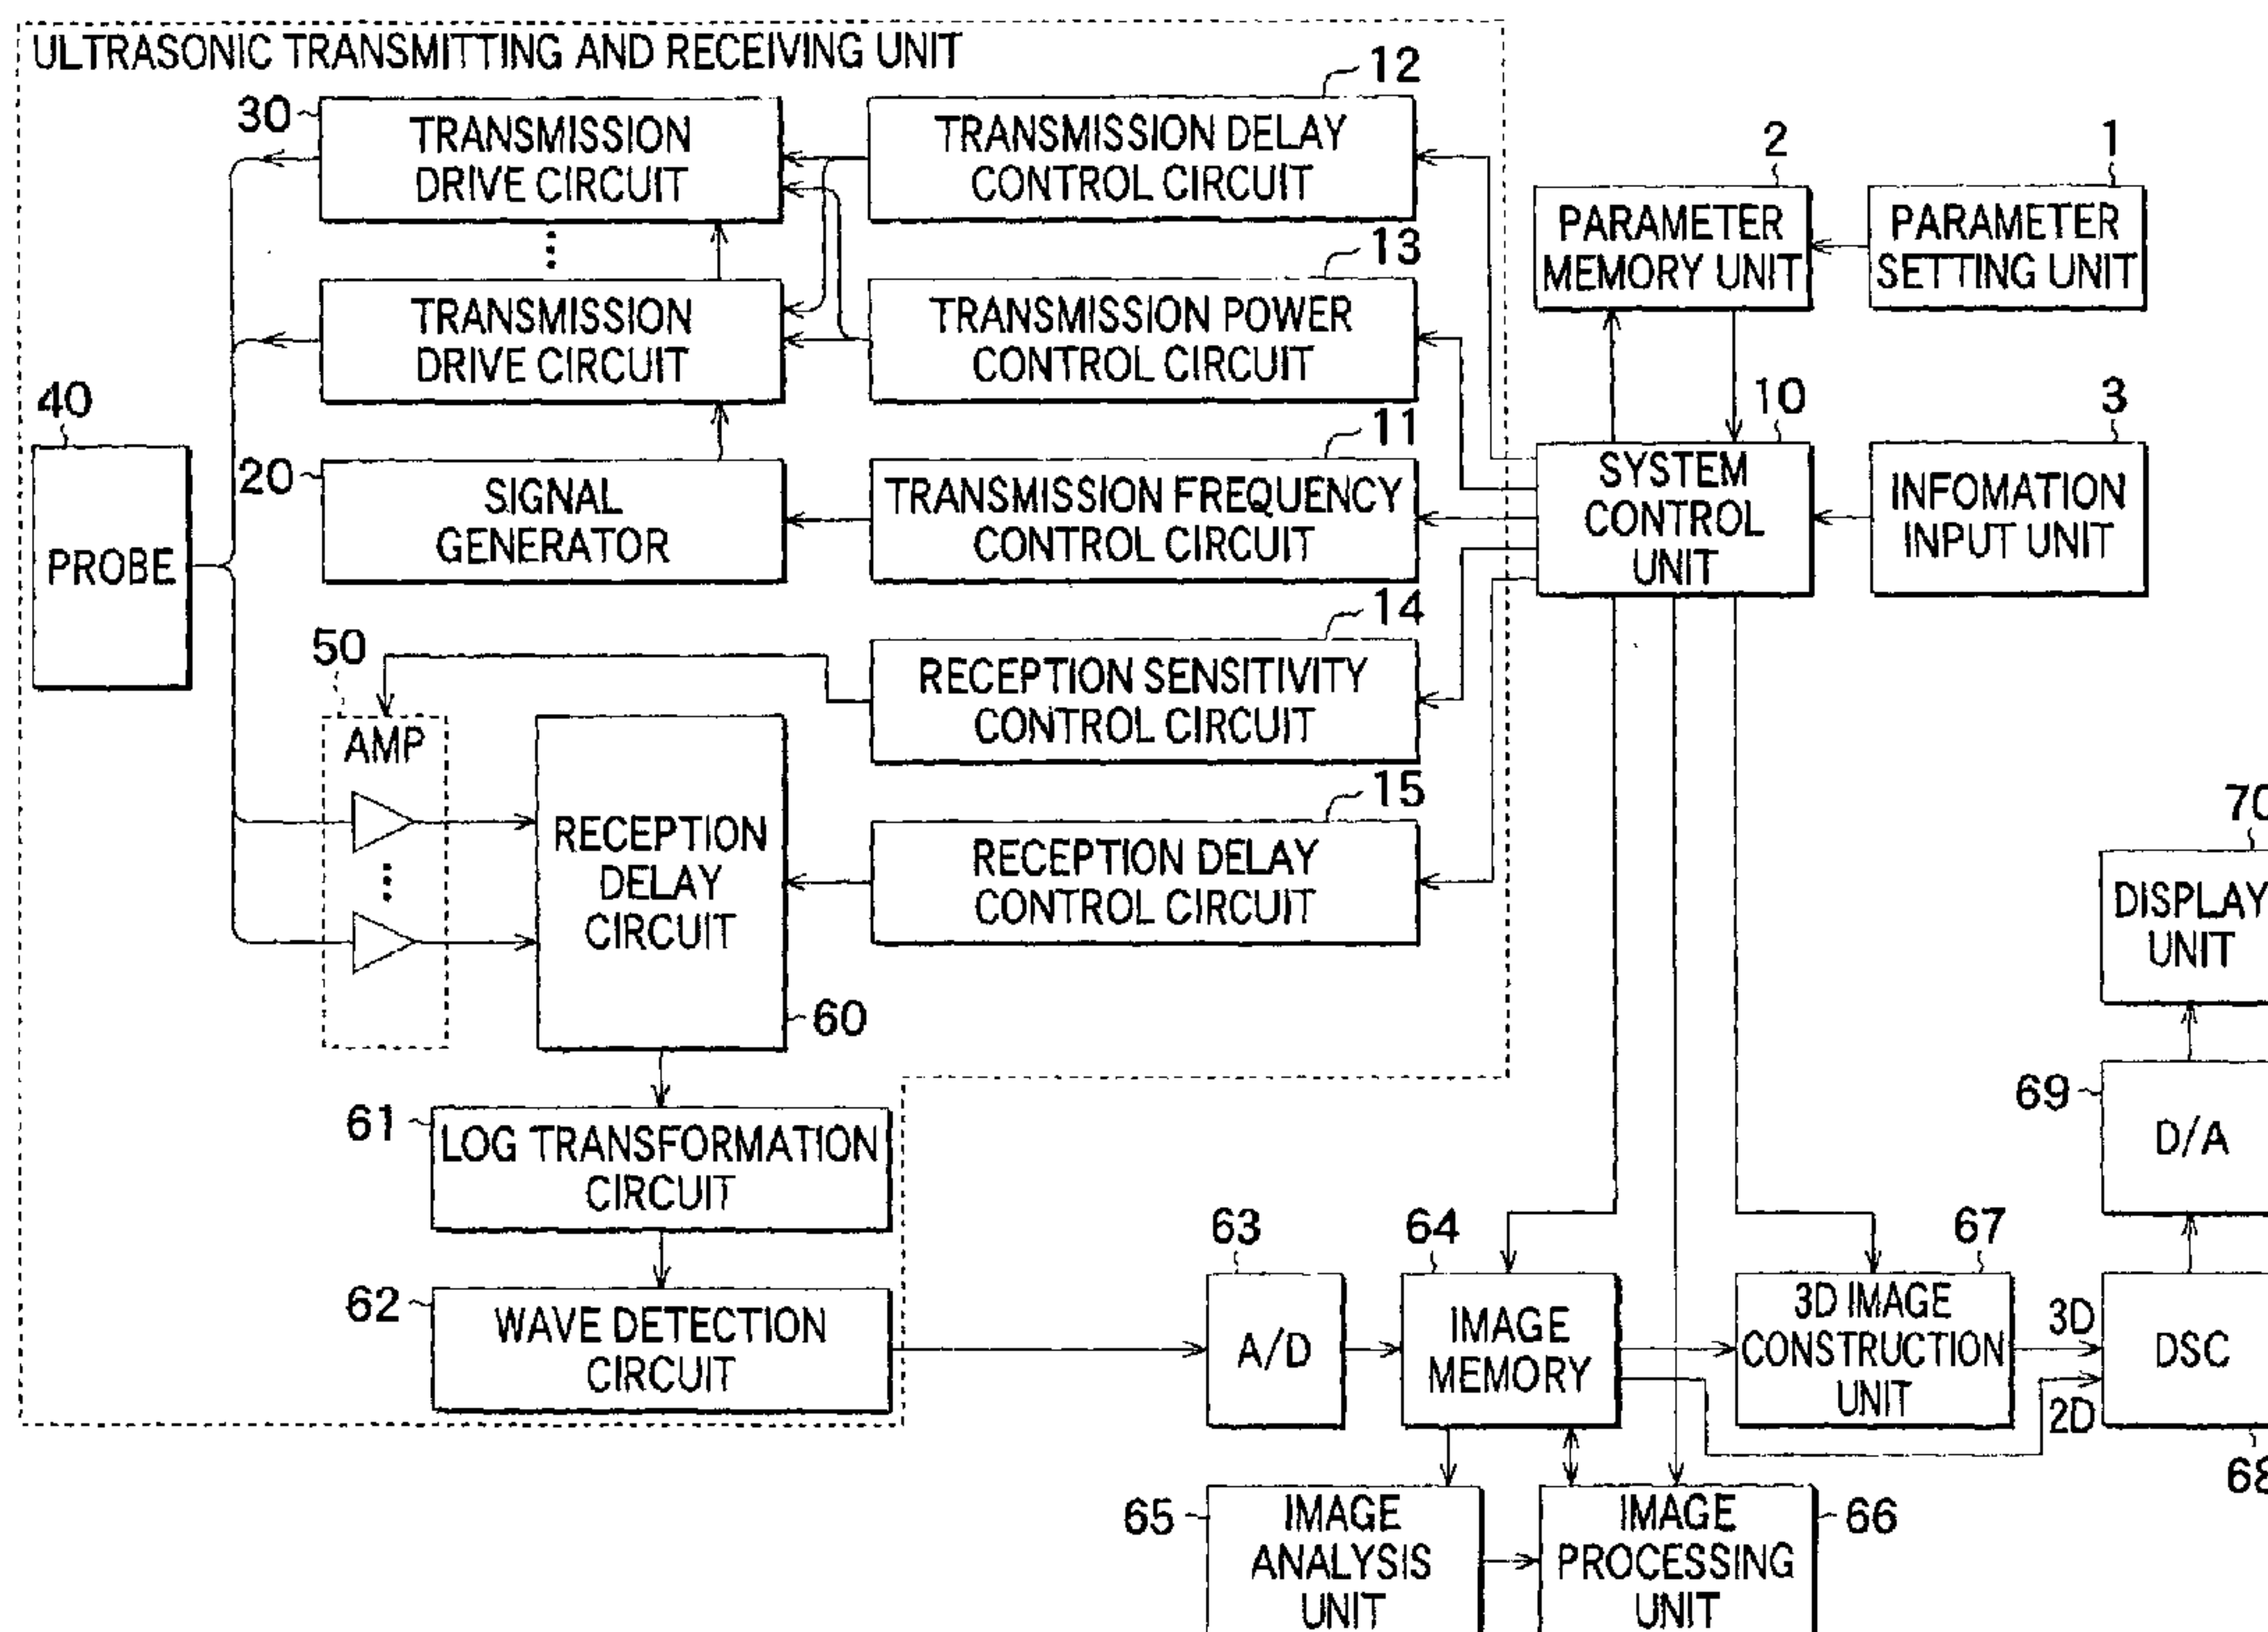 ULTRASONIC TRANSMITTING AND RECEIVING UNIT
30
TRANSMISSION
DRIVE CIRCUIT
12
TRANSMISSION DELAY
CONTROL CIRCUIT
2
PARAMETER
MEMORY UNIT
1
PARAMETER
SETTING UNIT
TRANSMISSION
DRIVE CIRCUIT
13
TRANSMISSION POWER
CONTROL CIRCUIT
40
PROBE
20
SIGNAL
GENERATOR
11
TRANSMISSION FREQUENCY
CONTROL CIRCUIT
10
SYSTEM
CONTROL
UNIT
3
INFOMATION
INPUT UNIT
50
AMP
14
RECEPTION SENSITIVITY
CONTROL CIRCUIT
RECEPTION
DELAY
CIRCUIT
60
15
RECEPTION DELAY
CONTROL CIRCUIT
70
DISPLAY
UNIT
61
LOG TRANSFORMATION
CIRCUIT
69
D/A
62
WAVE DETECTION
CIRCUIT
63
A/D
64
IMAGE
MEMORY
67
3D IMAGE
CONSTRUCTION
UNIT
3D
2D
DSC
68
65
IMAGE
ANALYSIS
UNIT
IMAGE
PROCESSING
UNIT
66